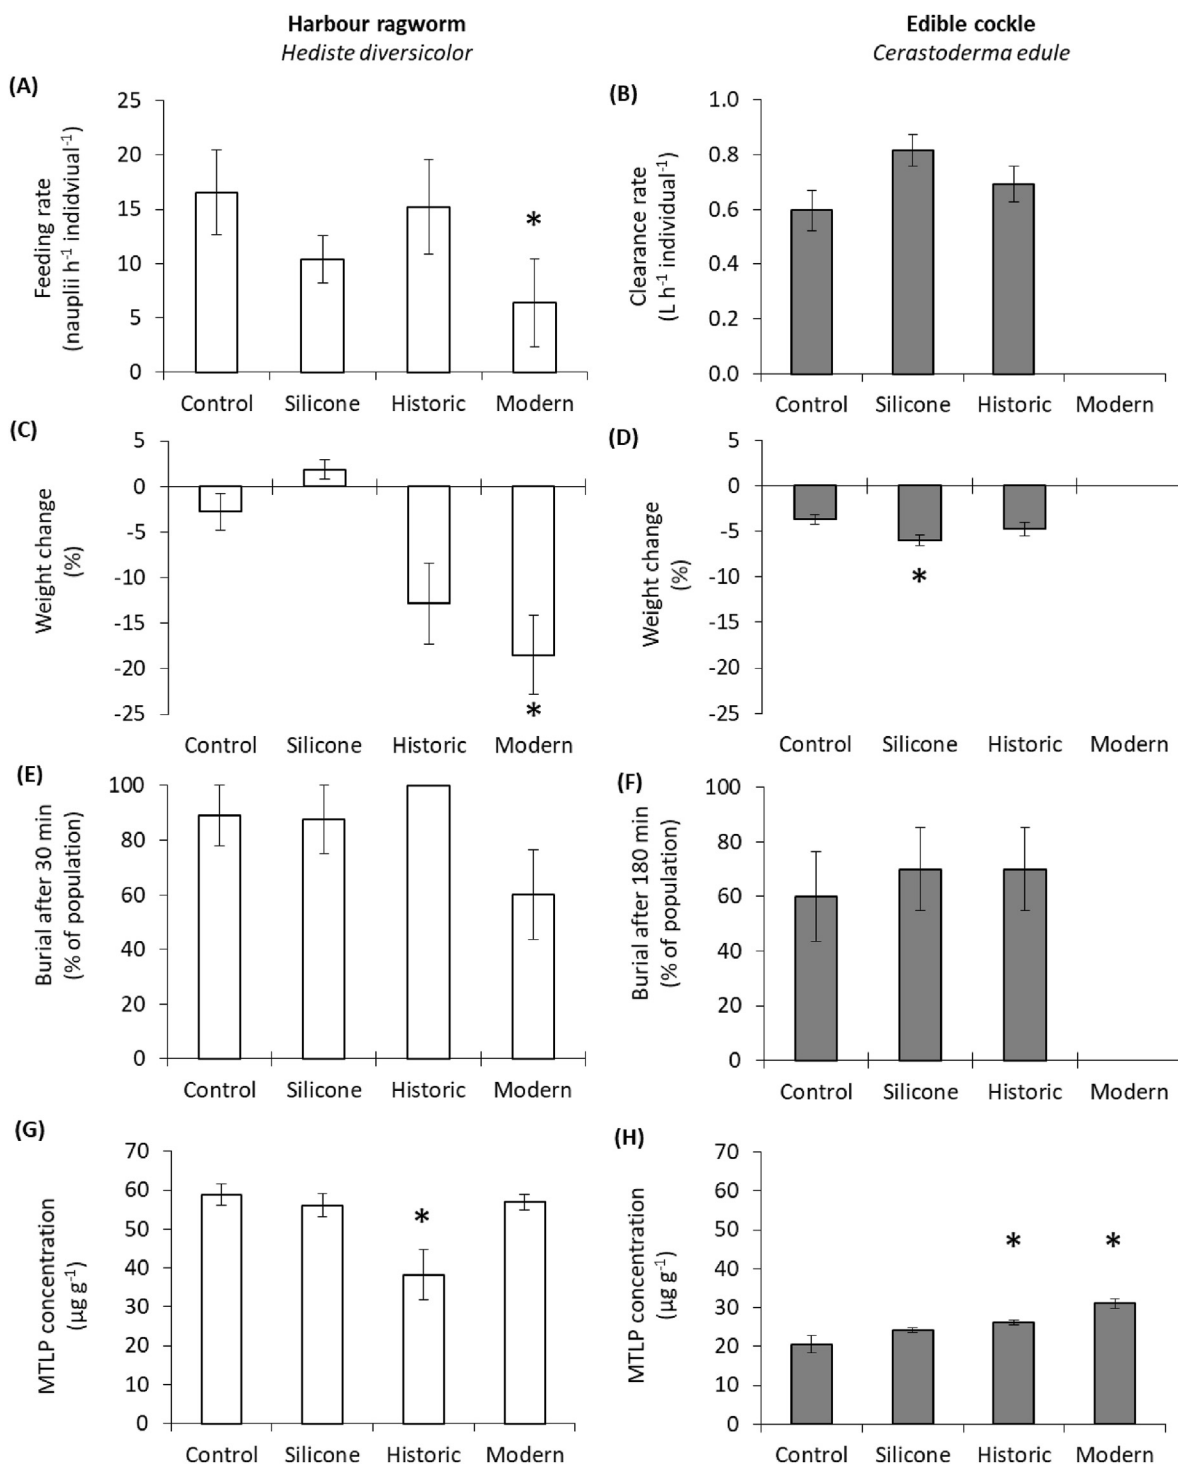 Harbour ragworm
Hediste diversicolor
Edible cockle
Cerastoderma edule
(A)
Feeding rate
(nauplii h⁻¹ indidviual⁻¹)
25
20
15
10
5
0
*
Control Silicone Historic Modern
(B)
Clearance rate
(L h⁻¹ individual⁻¹)
1.0
0.8
0.6
0.4
0.2
0.0
Control Silicone Historic Modern
(C)
Weight change
(%)
5
0
-5
-10
-15
-20
-25
*
Control Silicone Historic Modern
(D)
Weight change
(%)
5
0
-5
-10
-15
-20
-25
*
Control Silicone Historic Modern
(E)
Burial after 30 min
(% of population)
100
80
60
40
20
0
Control Silicone Historic Modern
(F)
Burial after 180 min
(% of population)
100
80
60
40
20
0
Control Silicone Historic Modern
(G)
MTLP concentration
(µg g⁻¹)
70
60
50
40
30
20
10
0
*
Control Silicone Historic Modern
(H)
MTLP concentration
(µg g⁻¹)
70
60
50
40
30
20
10
0
* *
Control Silicone Historic Modern